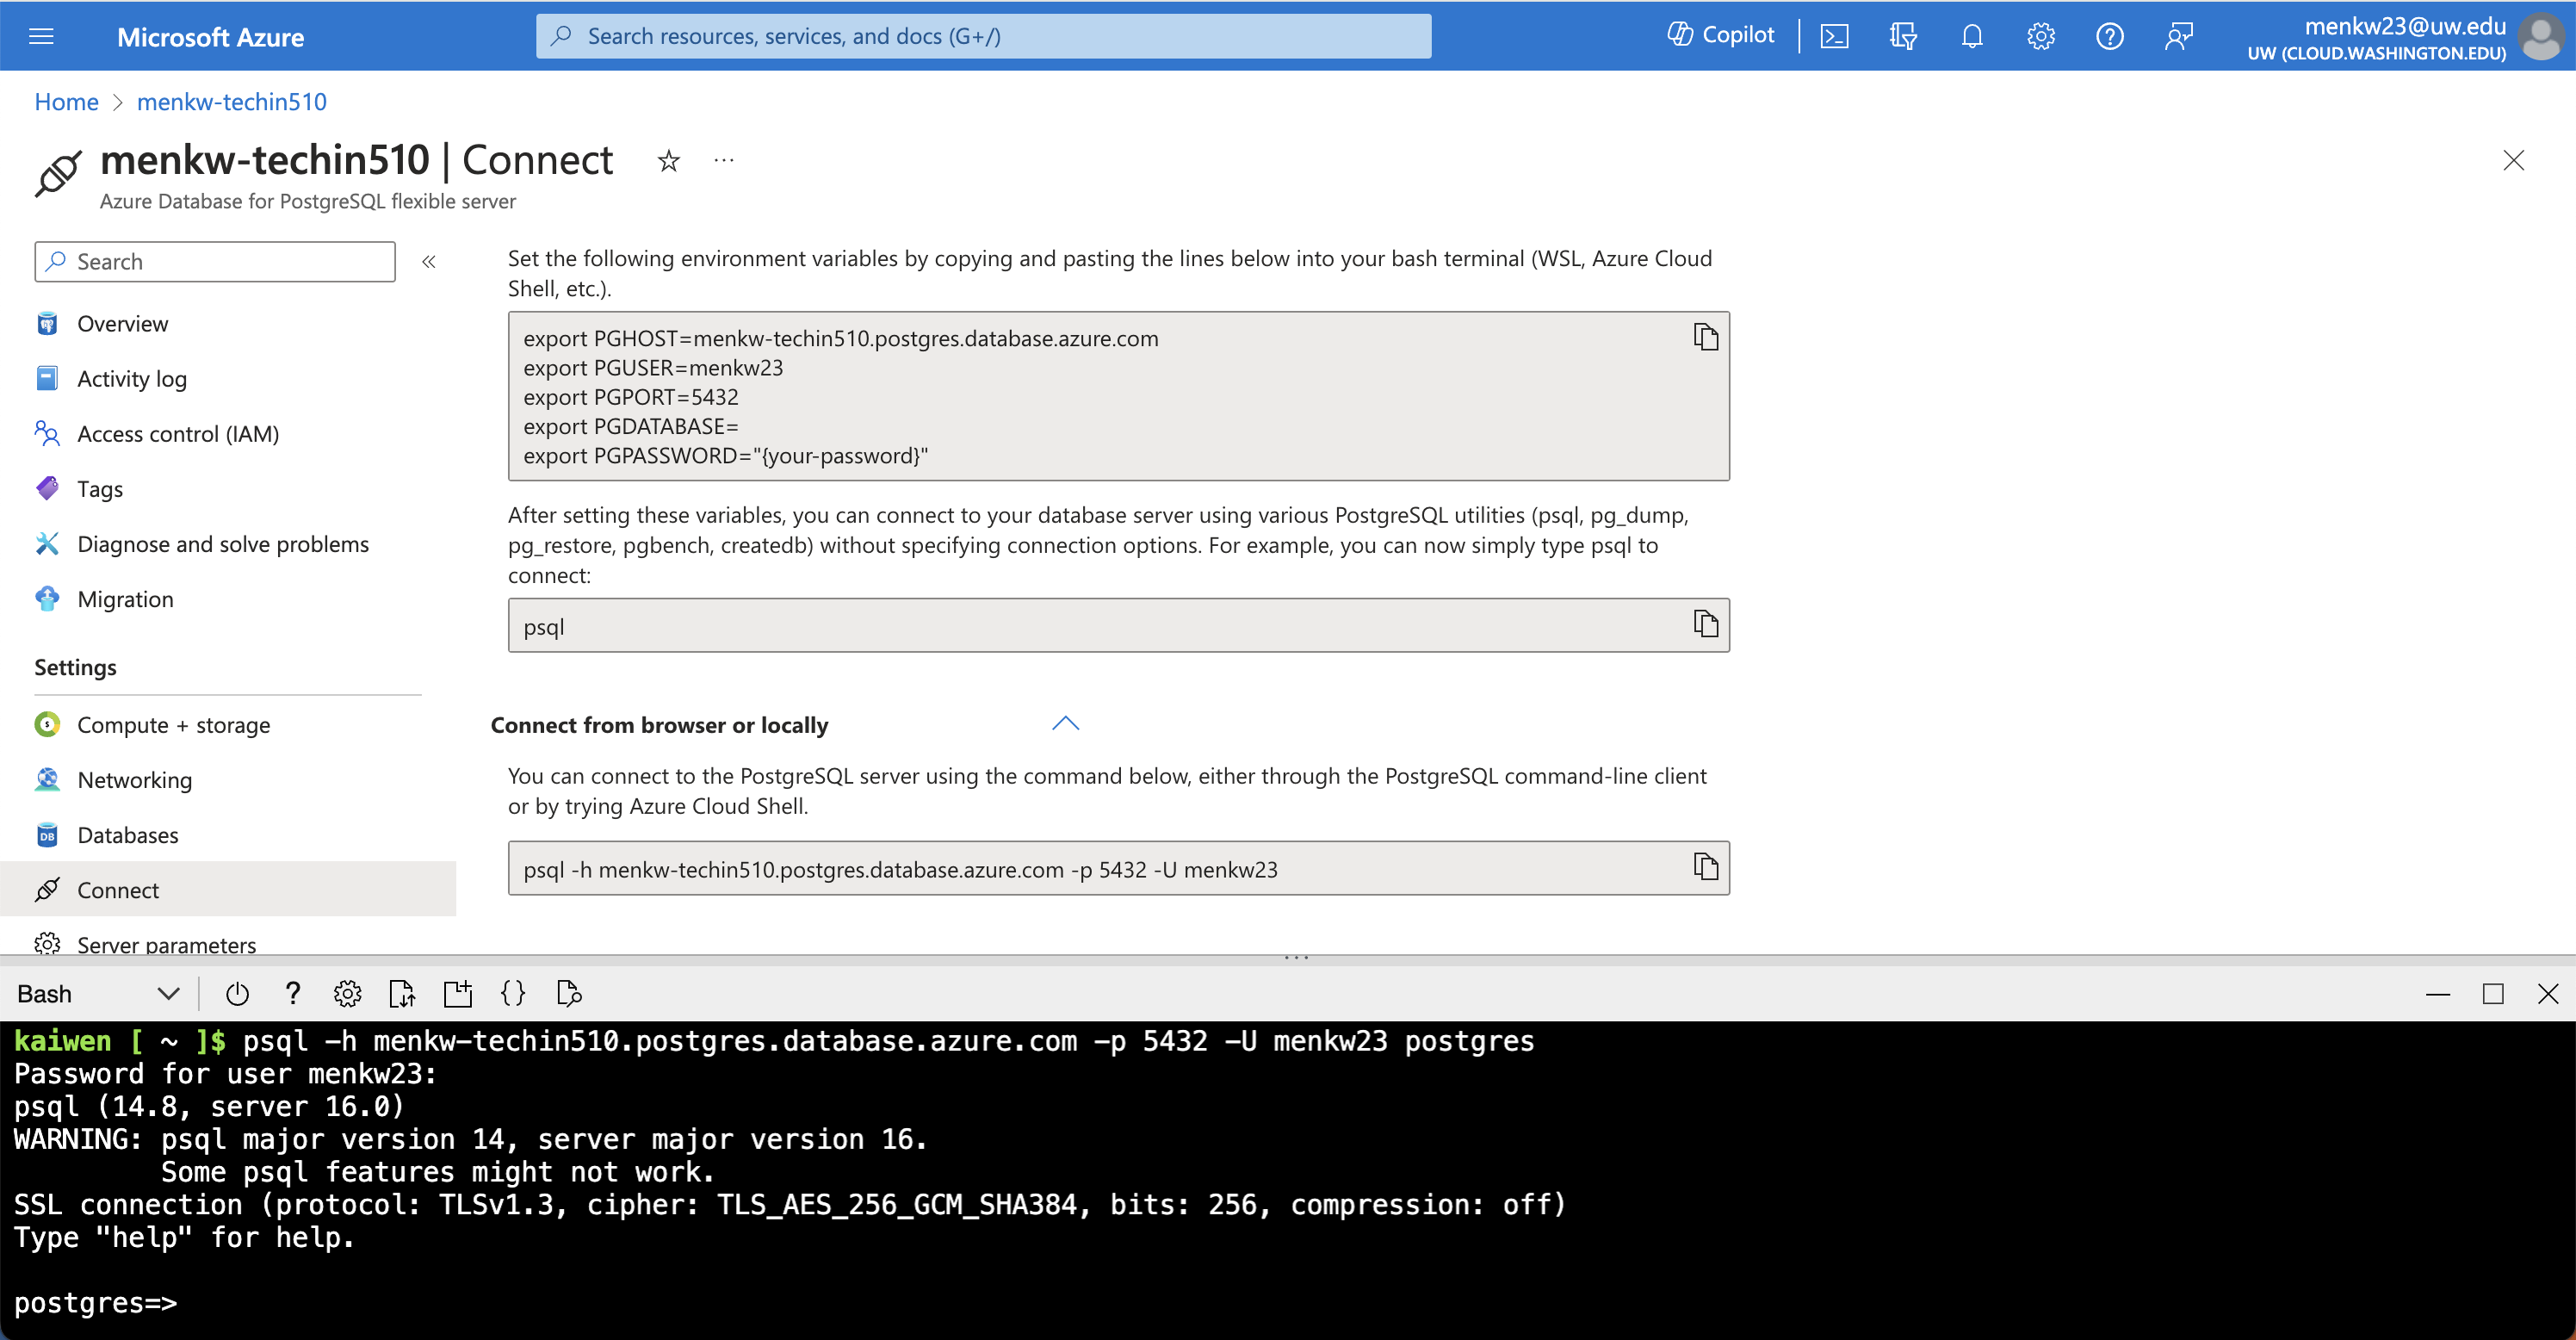 Microsoft Azure
Search resources, services, and docs (G+/)
Copilot
menkw23@uw.edu
UW (CLOUD.WASHINGTON.EDU)
Home > menkw-techin510
menkw-techin510 | Connect
Azure Database for PostgreSQL flexible server
Search
Overview
Activity log
Access control (IAM)
Tags
Diagnose and solve problems
Migration
Settings
Compute + storage
Networking
Databases
Connect
Server parameters
Set the following environment variables by copying and pasting the lines below into your bash terminal (WSL, Azure Cloud
Shell, etc.).
export PGHOST=menkw-techin510.postgres.database.azure.com
export PGUSER=menkw23
export PGPORT=5432
export PGDATABASE=
export PGPASSWORD="{your-password}"
After setting these variables, you can connect to your database server using various PostgreSQL utilities (psql, pg_dump,
pg_restore, pgbench, createdb) without specifying connection options. For example, you can now simply type psql to
connect:
psql
Connect from browser or locally
You can connect to the PostgreSQL server using the command below, either through the PostgreSQL command-line client
or by trying Azure Cloud Shell.
psql -h menkw-techin510.postgres.database.azure.com -p 5432 -U menkw23
Bash
kaiwen [ ~ ]$ psql -h menkw-techin510.postgres.database.azure.com -p 5432 -U menkw23 postgres
Password for user menkw23:
psql (14.8, server 16.0)
WARNING: psql major version 14, server major version 16.
Some psql features might not work.
SSL connection (protocol: TLSv1.3, cipher: TLS_AES_256_GCM_SHA384, bits: 256, compression: off)
Type "help" for help.
postgres=>